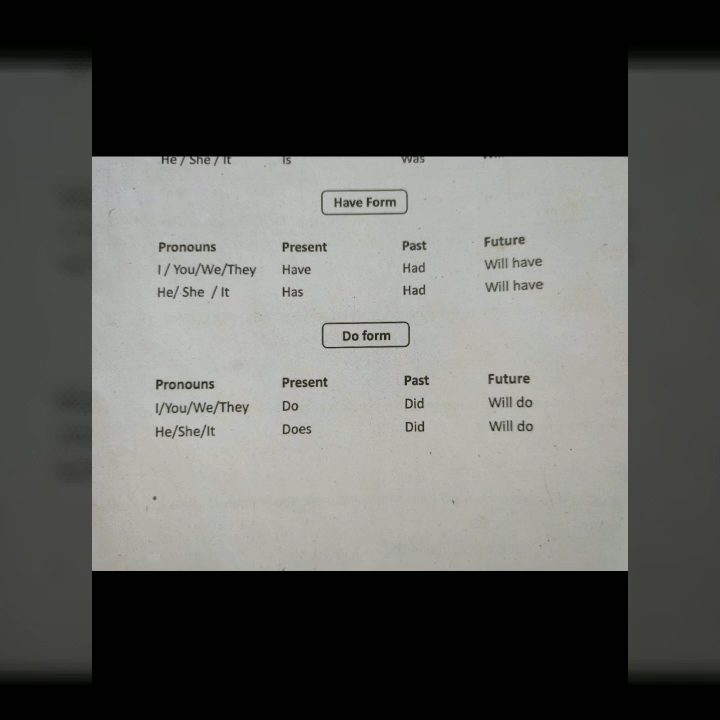 He / She / It Is Was
Have Form
Pronouns Present Past Future
I / You/We/They Have Had Will have
He/ She / It Has Had Will have
Do form
Pronouns Present Past Future
I/You/We/They Do Did Will do
He/She/It Does Did Will do